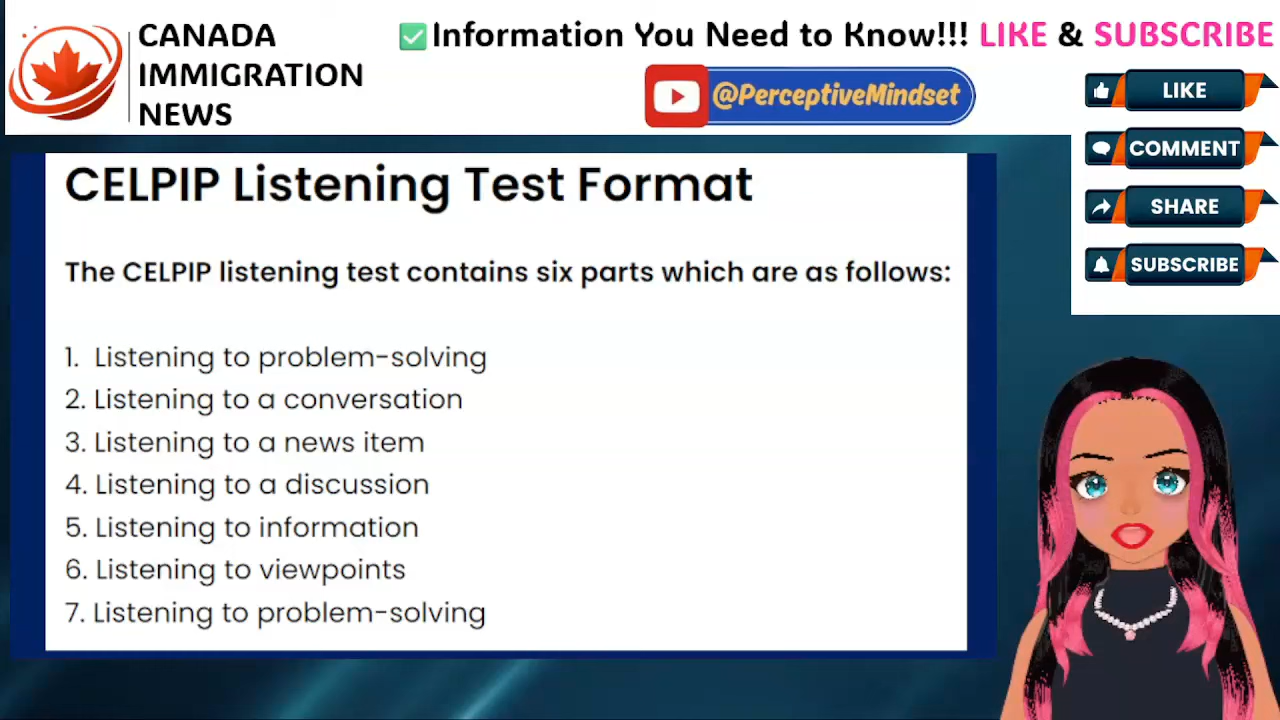 CANADA
IMMIGRATION
NEWS
✅Information You Need to Know!!! LIKE & SUBSCRIBE
@PerceptiveMindset
LIKE
COMMENT
SHARE
SUBSCRIBE
CELPIP Listening Test Format
The CELPIP listening test contains six parts which are as follows:
1. Listening to problem-solving
2. Listening to a conversation
3. Listening to a news item
4. Listening to a discussion
5. Listening to information
6. Listening to viewpoints
7. Listening to problem-solving